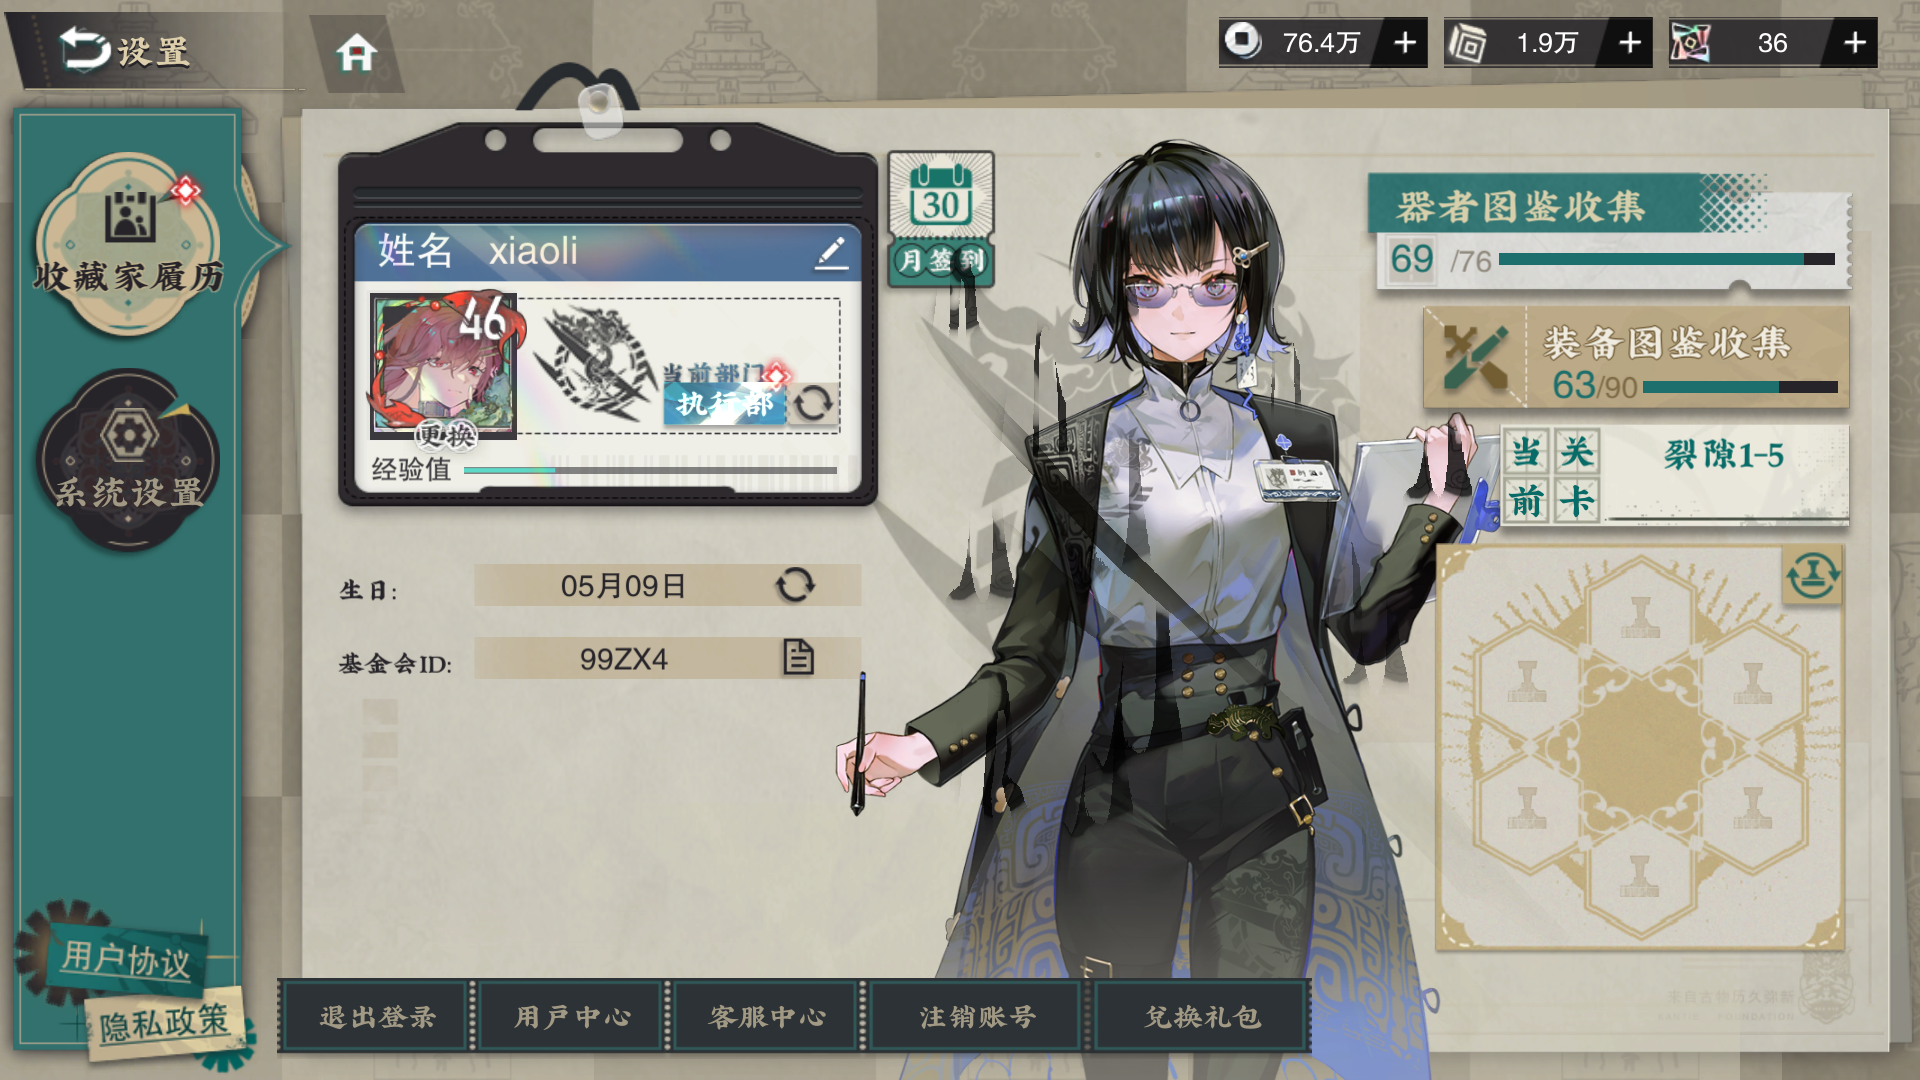 设置
76.4万
1.9万
36
收藏家履历
系统设置
用户协议
隐私政策
姓名 xiaoli
46
更换
当前部门
执行部
经验值
30
月签到
生日:
05月09日
基金会ID:
99ZX4
器者图鉴收集
69 /76
装备图鉴收集
63/90
当前关卡
裂隙1-5
退出登录
用户中心
客服中心
注销账号
兑换礼包